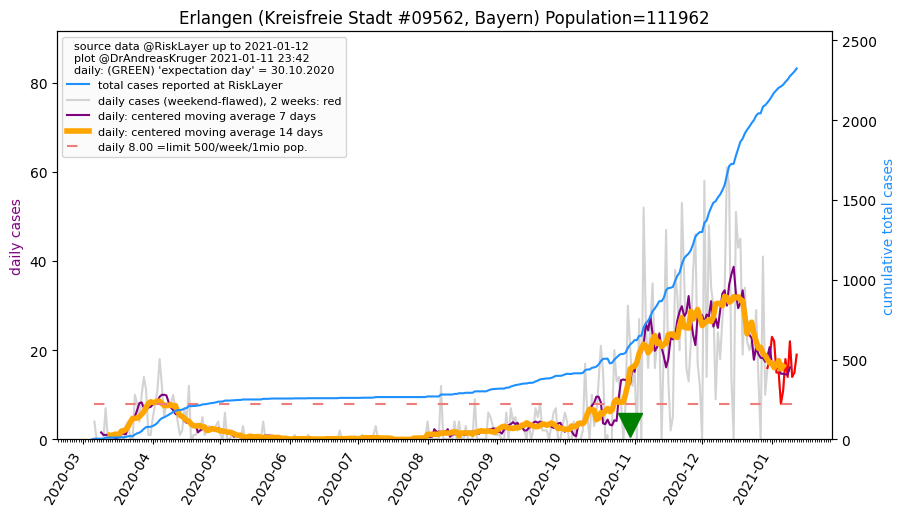 Erlangen (Kreisfreie Stadt #09562, Bayern) Population=111962
source data @RiskLayer up to 2021-01-12
plot @DrAndreasKruger 2021-01-11 23:42
daily: (GREEN) 'expectation day' = 30.10.2020
total cases reported at RiskLayer
daily cases (weekend-flawed), 2 weeks: red
daily: centered moving average 7 days
daily: centered moving average 14 days
daily 8.00 =limit 500/week/1mio pop.
daily cases
80
60
40
20
0
cumulative total cases
2500
2000
1500
1000
500
0
2020-03
2020-04
2020-05
2020-06
2020-07
2020-08
2020-09
2020-10
2020-11
2020-12
2021-01